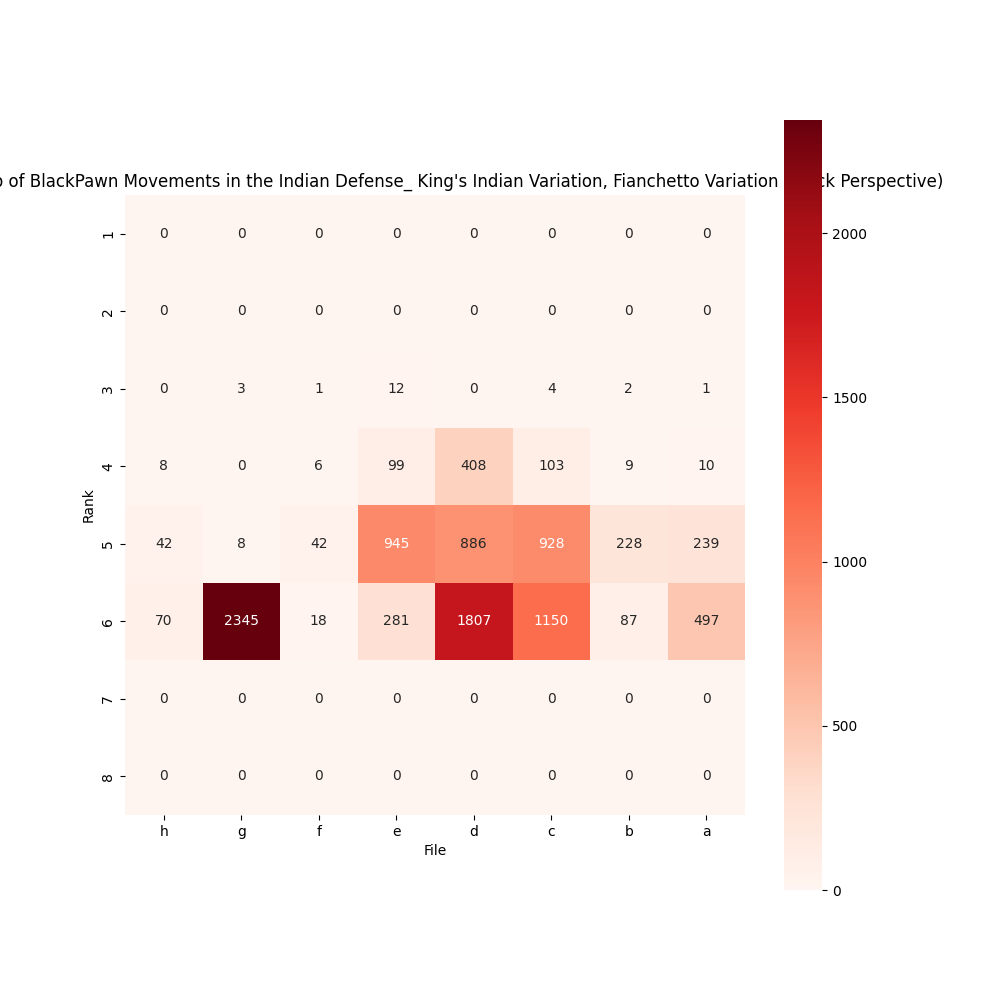 of BlackPawn Movements in the Indian Defense_ King's Indian Variation, Fianchetto Variation k Perspective)
1 0 0 0 0 0 0 0 0
2000
2 0 0 0 0 0 0 0 0
3 0 3 1 12 0 4 2 1
1500
4 8 0 6 99 408 103 9 10
Rank
5 42 8 42 945 886 928 228 239
1000
6 70 2345 18 281 1807 1150 87 497
7 0 0 0 0 0 0 0 0
500
8 0 0 0 0 0 0 0 0
h g f e d c b a
File
0